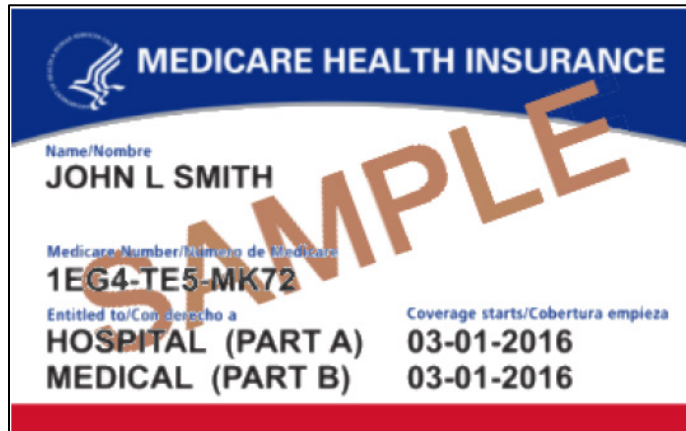 MEDICARE HEALTH INSURANCE
Name/Nombre
JOHN L SMITH
SAMPLE
Medicare Number/Número de Medicare
1EG4-TE5-MK72
Entitled to/Con derecho a
Coverage starts/Cobertura empieza
HOSPITAL (PART A) 03-01-2016
MEDICAL (PART B) 03-01-2016